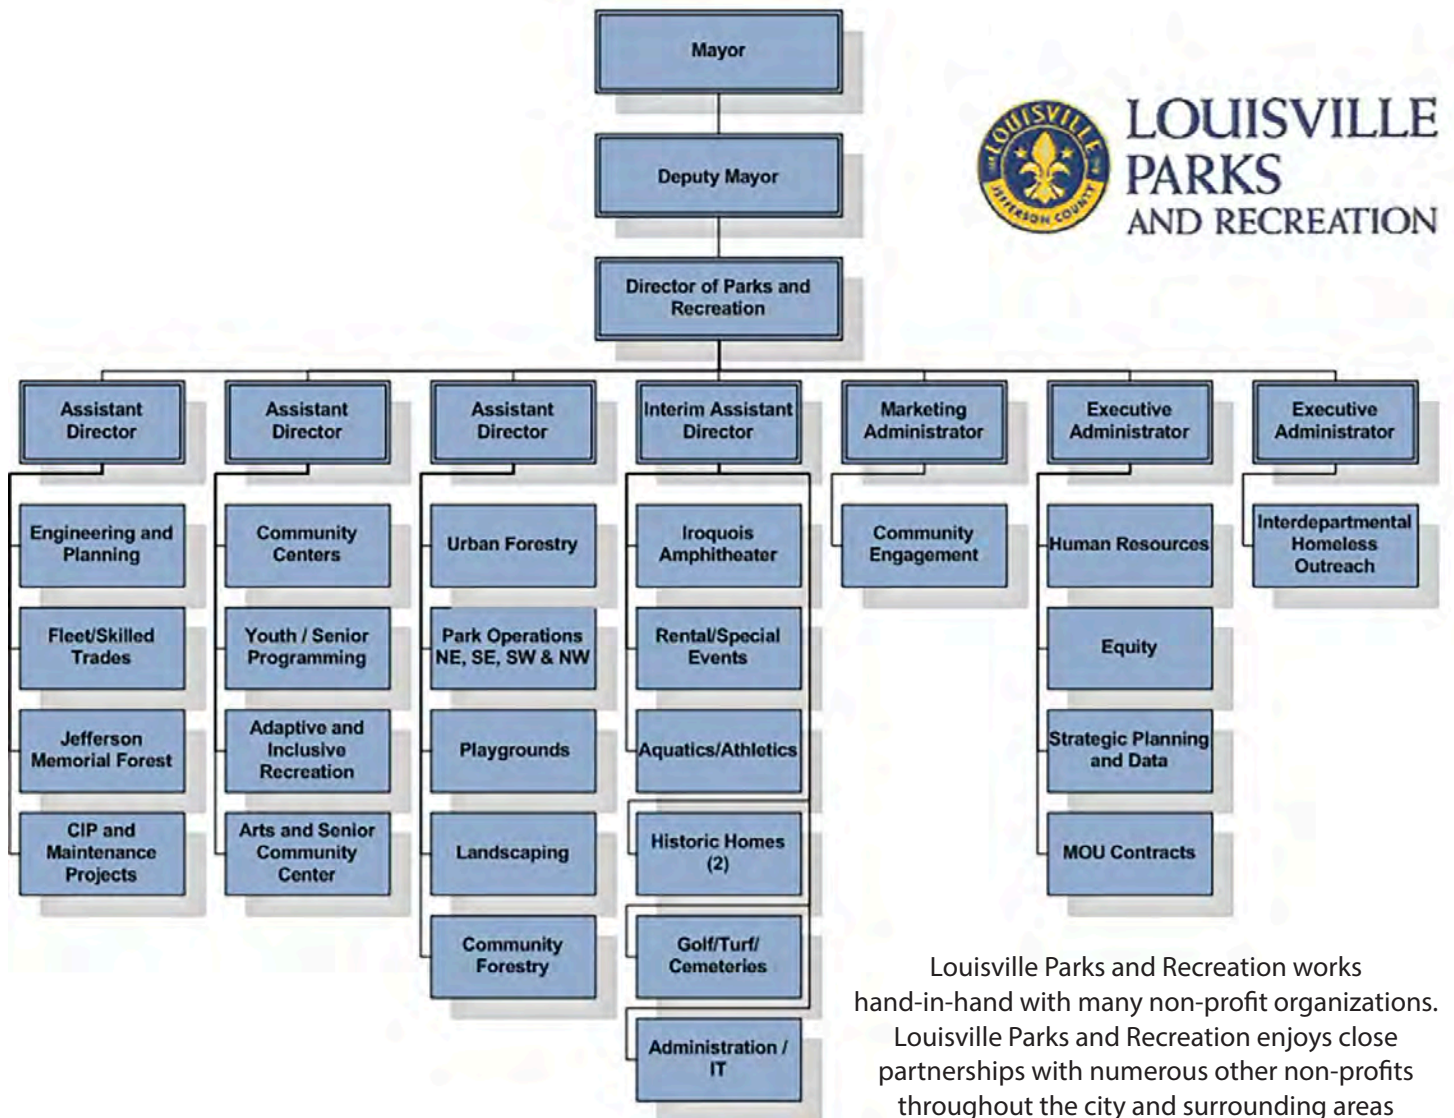 Mayor
LOUISVILLE
JEFFERSON COUNTY
LOUISVILLE
PARKS
AND RECREATION
Deputy Mayor
Director of Parks and
Recreation
Assistant
Director
Assistant
Director
Assistant
Director
Interim Assistant
Director
Marketing
Administrator
Executive
Administrator
Executive
Administrator
Engineering and
Planning
Fleet/Skilled
Trades
Jefferson
Memorial Forest
CIP and
Maintenance
Projects
Community
Centers
Youth / Senior
Programming
Adaptive and
Inclusive
Recreation
Arts and Senior
Community
Center
Urban Forestry
Park Operations
NE, SE, SW & NW
Playgrounds
Landscaping
Community
Forestry
Iroquois
Amphitheater
Rental/Special
Events
Aquatics/Athletics
Historic Homes
(2)
Golf/Turf/
Cemeteries
Administration /
IT
Community
Engagement
Human Resources
Equity
Strategic Planning
and Data
MOU Contracts
Interdepartmental
Homeless
Outreach
Louisville Parks and Recreation works
hand-in-hand with many non-profit organizations.
Louisville Parks and Recreation enjoys close
partnerships with numerous other non-profits
throughout the city and surrounding areas